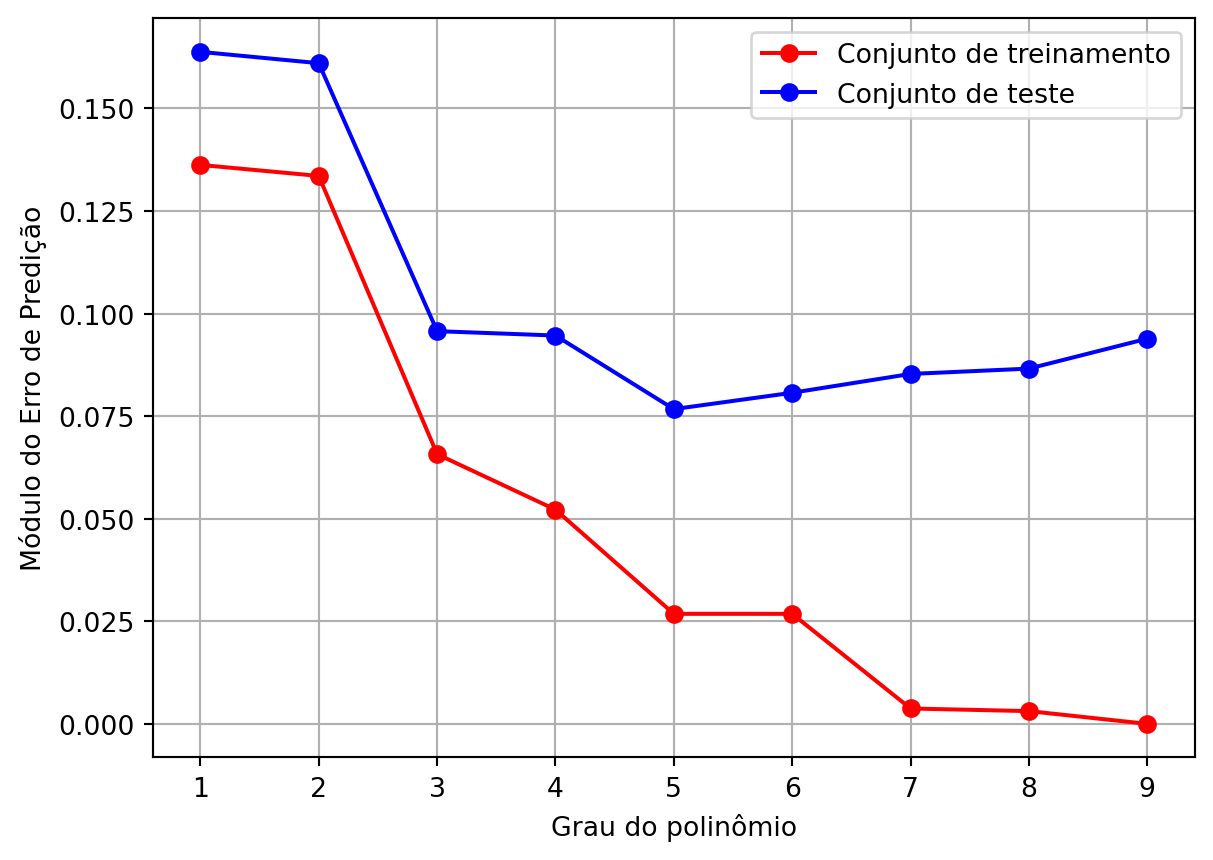 Conjunto de treinamento
Conjunto de teste
Módulo do Erro de Predição
0.150
0.125
0.100
0.075
0.050
0.025
0.000
1 2 3 4 5 6 7 8 9
Grau do polinômio